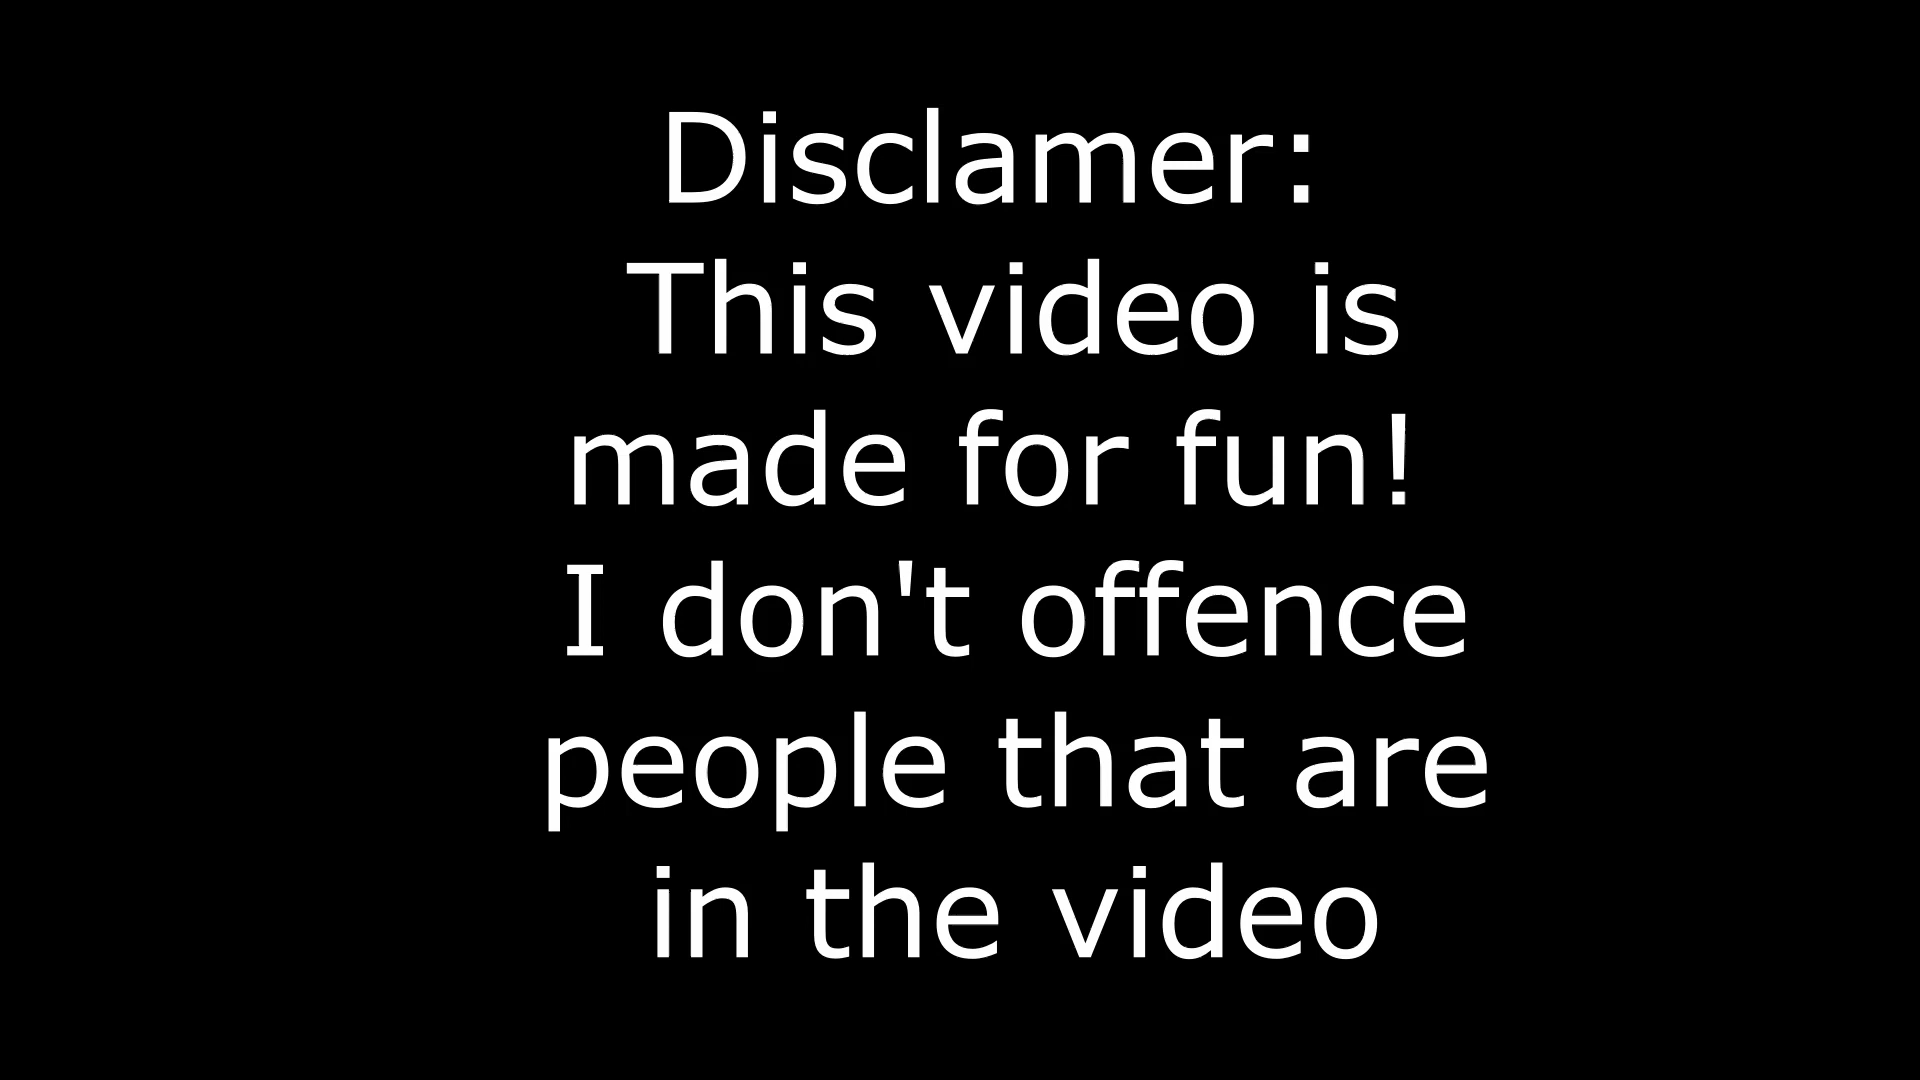 Disclamer:
This video is
made for fun!
I don't offence
people that are
in the video